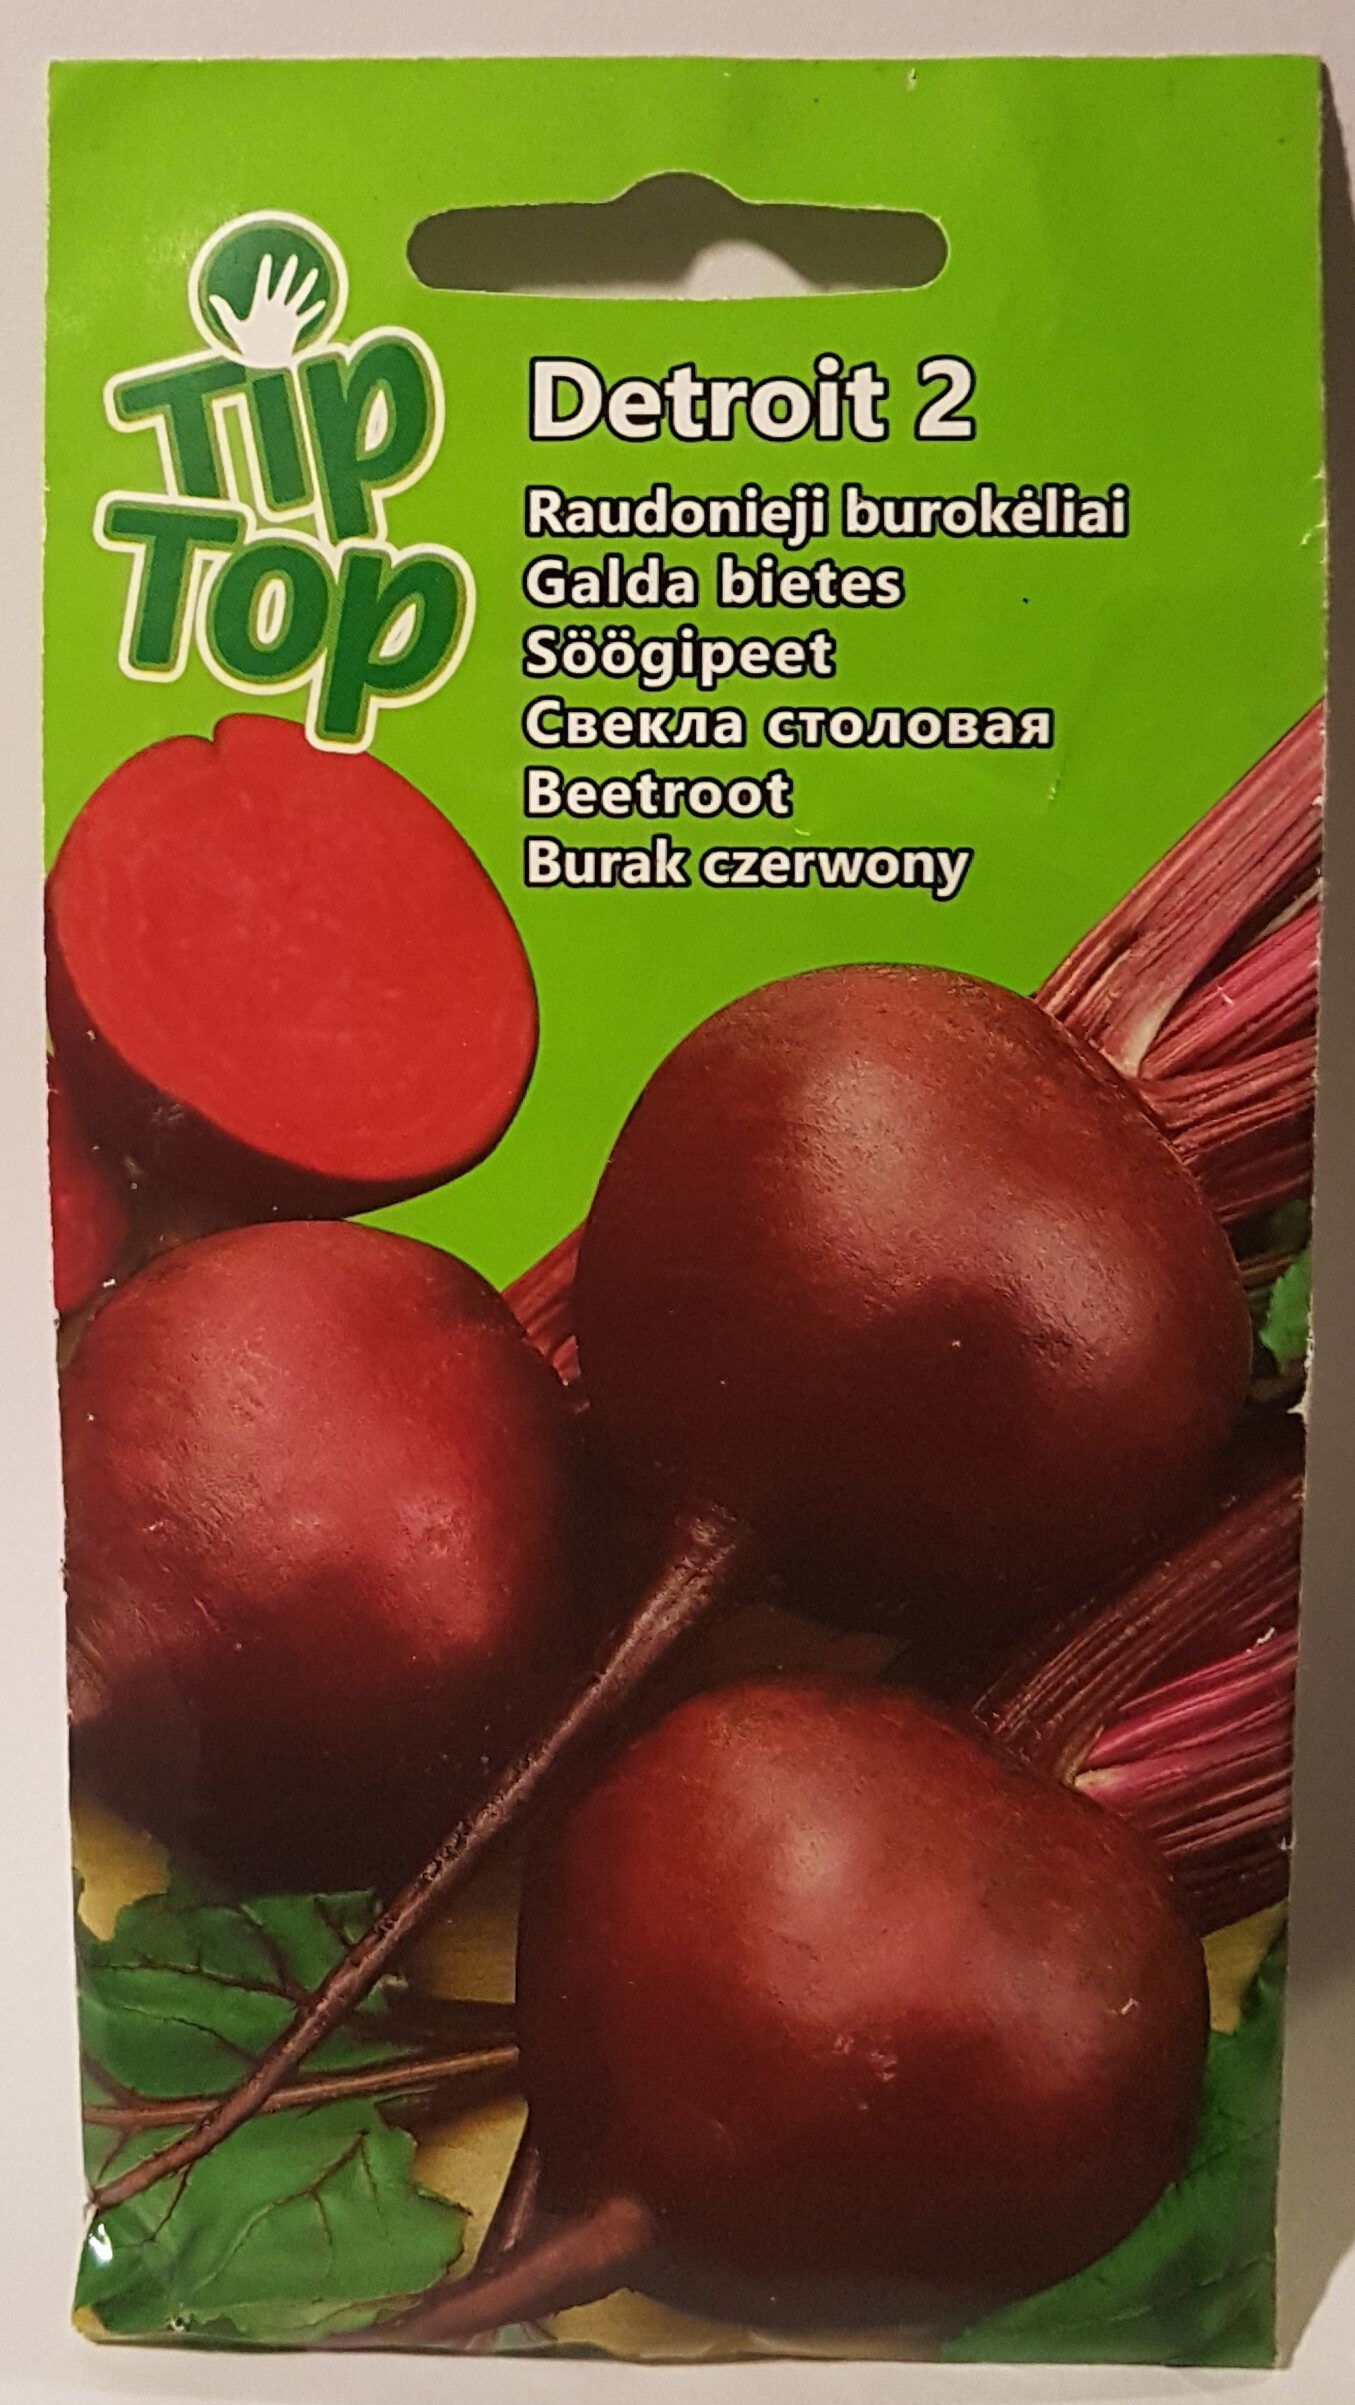 Tip
Top
Detroit 2
Raudonieji burokėliai
Galda bietes
Söögipeet
Свекла столовая
Beetroot
Burak czerwony